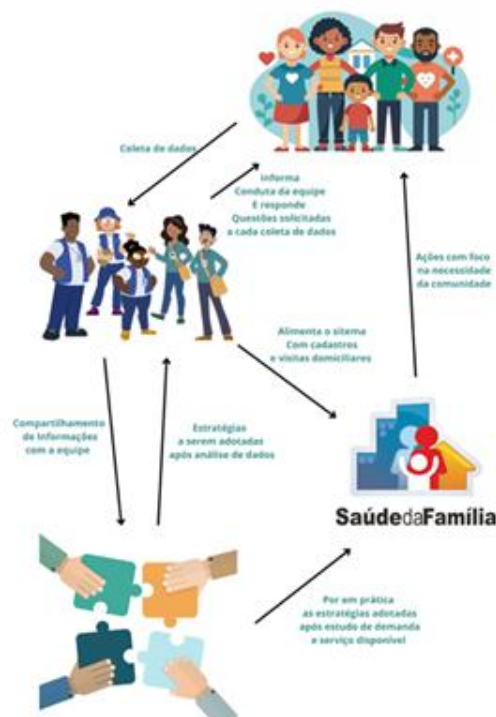 Coleta de dados
informa
Conduta da equipe
E responde
Questões solicitadas
a cada coleta de dados
Ações com foco
na necessidade
da comunidade
Alimenta o sitema
Com cadastros
e visitas domiciliares
Compartilhamento
de informações
com a equipe
Estratégias
a serem adotadas
após análise de dados
SaúdedaFamília
Por em prática
as estratégias adotadas
após estudo de demanda
e serviço disponível